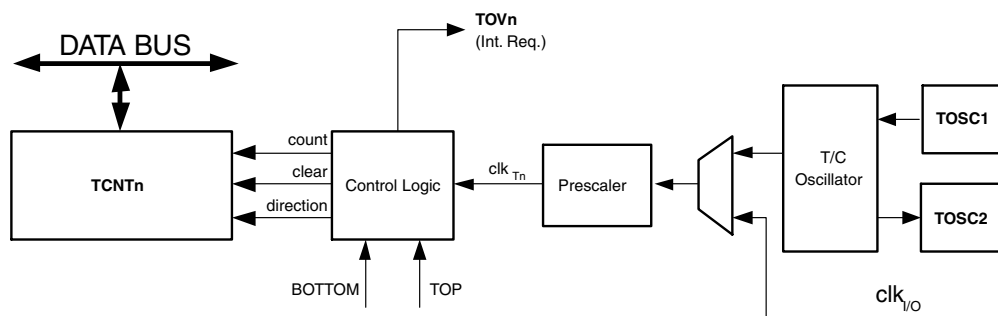 TOVn
(Int. Req.)
DATA BUS
TOSC1
count
TCNTn
clear
Control Logic
clk Tn
Prescaler
T/C
Oscillator
direction
TOSC2
BOTTOM
TOP
clk I/O